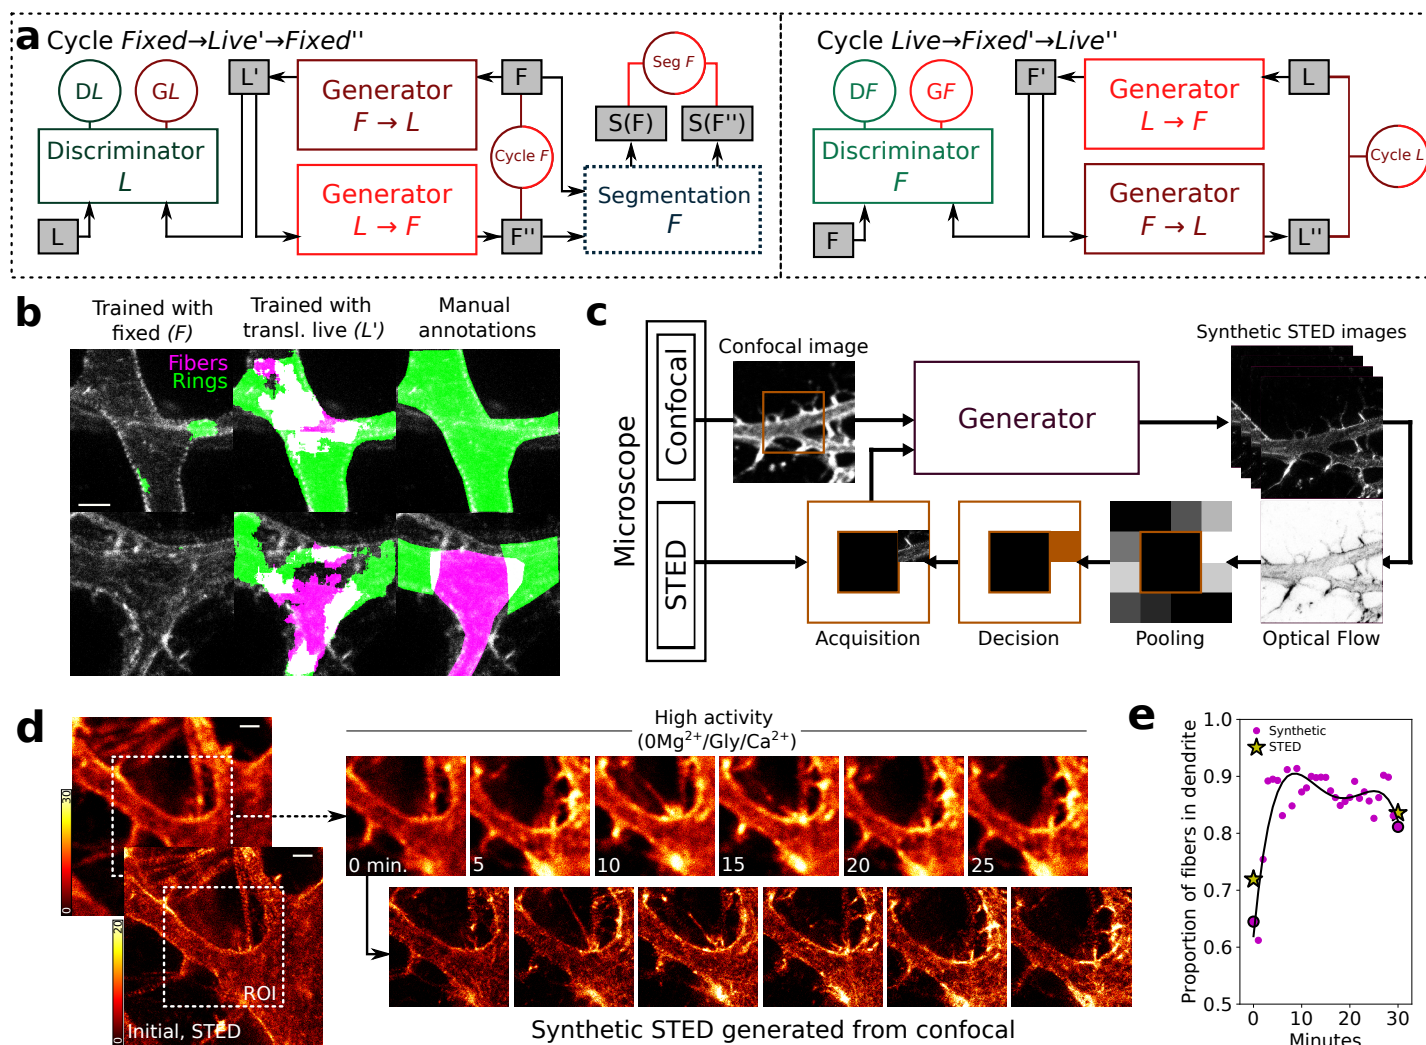 a Cycle Fixed→Live'→Fixed''
DL
GL
L'
Generator
F → L
F
Seg F
S(F)
S(F'')
Discriminator
L
Cycle F
Generator
L → F
Segmentation
F
L
F''
Cycle Live→Fixed'→Live''
DF
GF
F'
Generator
L → F
L
Discriminator
F
Cycle L
Generator
F → L
F
L''
b
Trained with
fixed (F)
Trained with
transl. live (L')
Manual
annotations
Fibers
Rings
c
Microscope
Confocal
STED
Confocal image
Generator
Synthetic STED images
Acquisition
Decision
Pooling
Optical Flow
d
High activity
(0Mg²⁺/Gly/Ca²⁺)
30
0
20
0
ROI
Initial, STED
0 min.
5
10
15
20
25
Synthetic STED generated from confocal
e
Proportion of fibers in dendrite
1.0
0.9
0.8
0.7
0.6
0.5
Synthetic
STED
0
10
20
30
Minutes